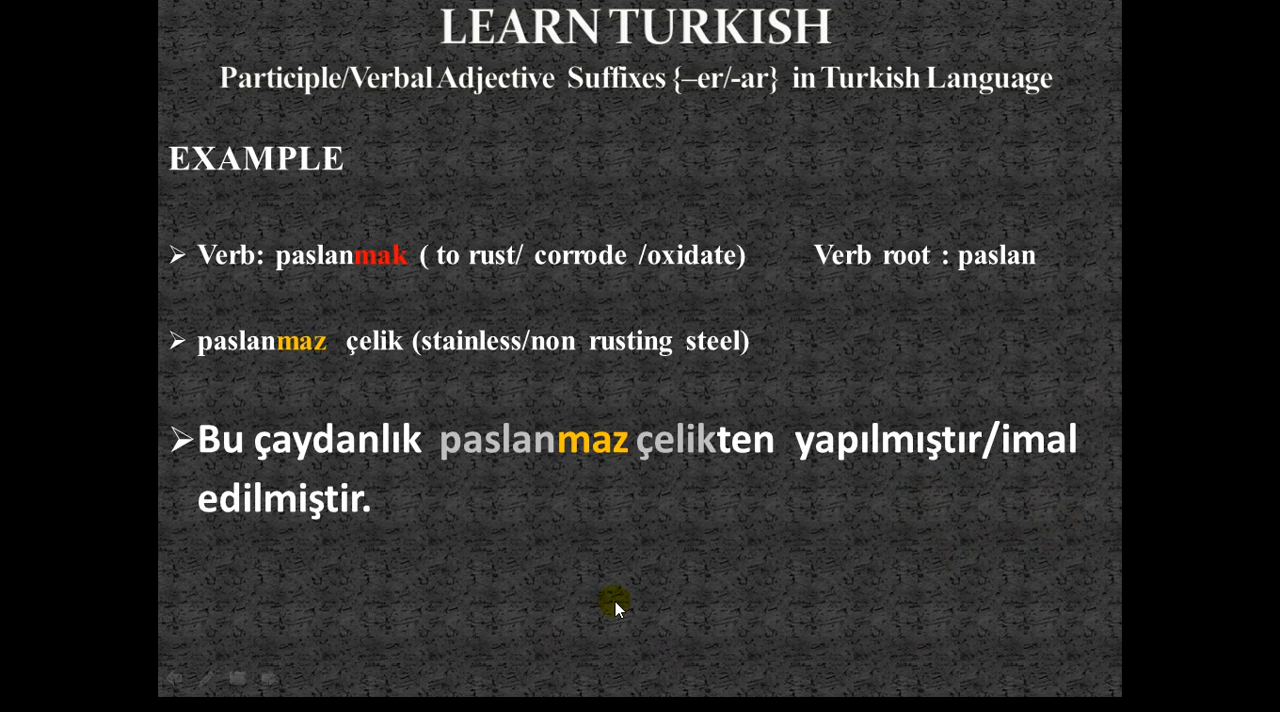 LEARN TURKISH
Participle/Verbal Adjective Suffixes {–er/-ar} in Turkish Language
EXAMPLE
➢ Verb: paslanmak ( to rust/ corrode /oxidate) Verb root : paslan
➢ paslanmaz çelik (stainless/non rusting steel)
➢ Bu çaydanlık paslanmaz çelikten yapılmıştır/imal
edilmiştir.